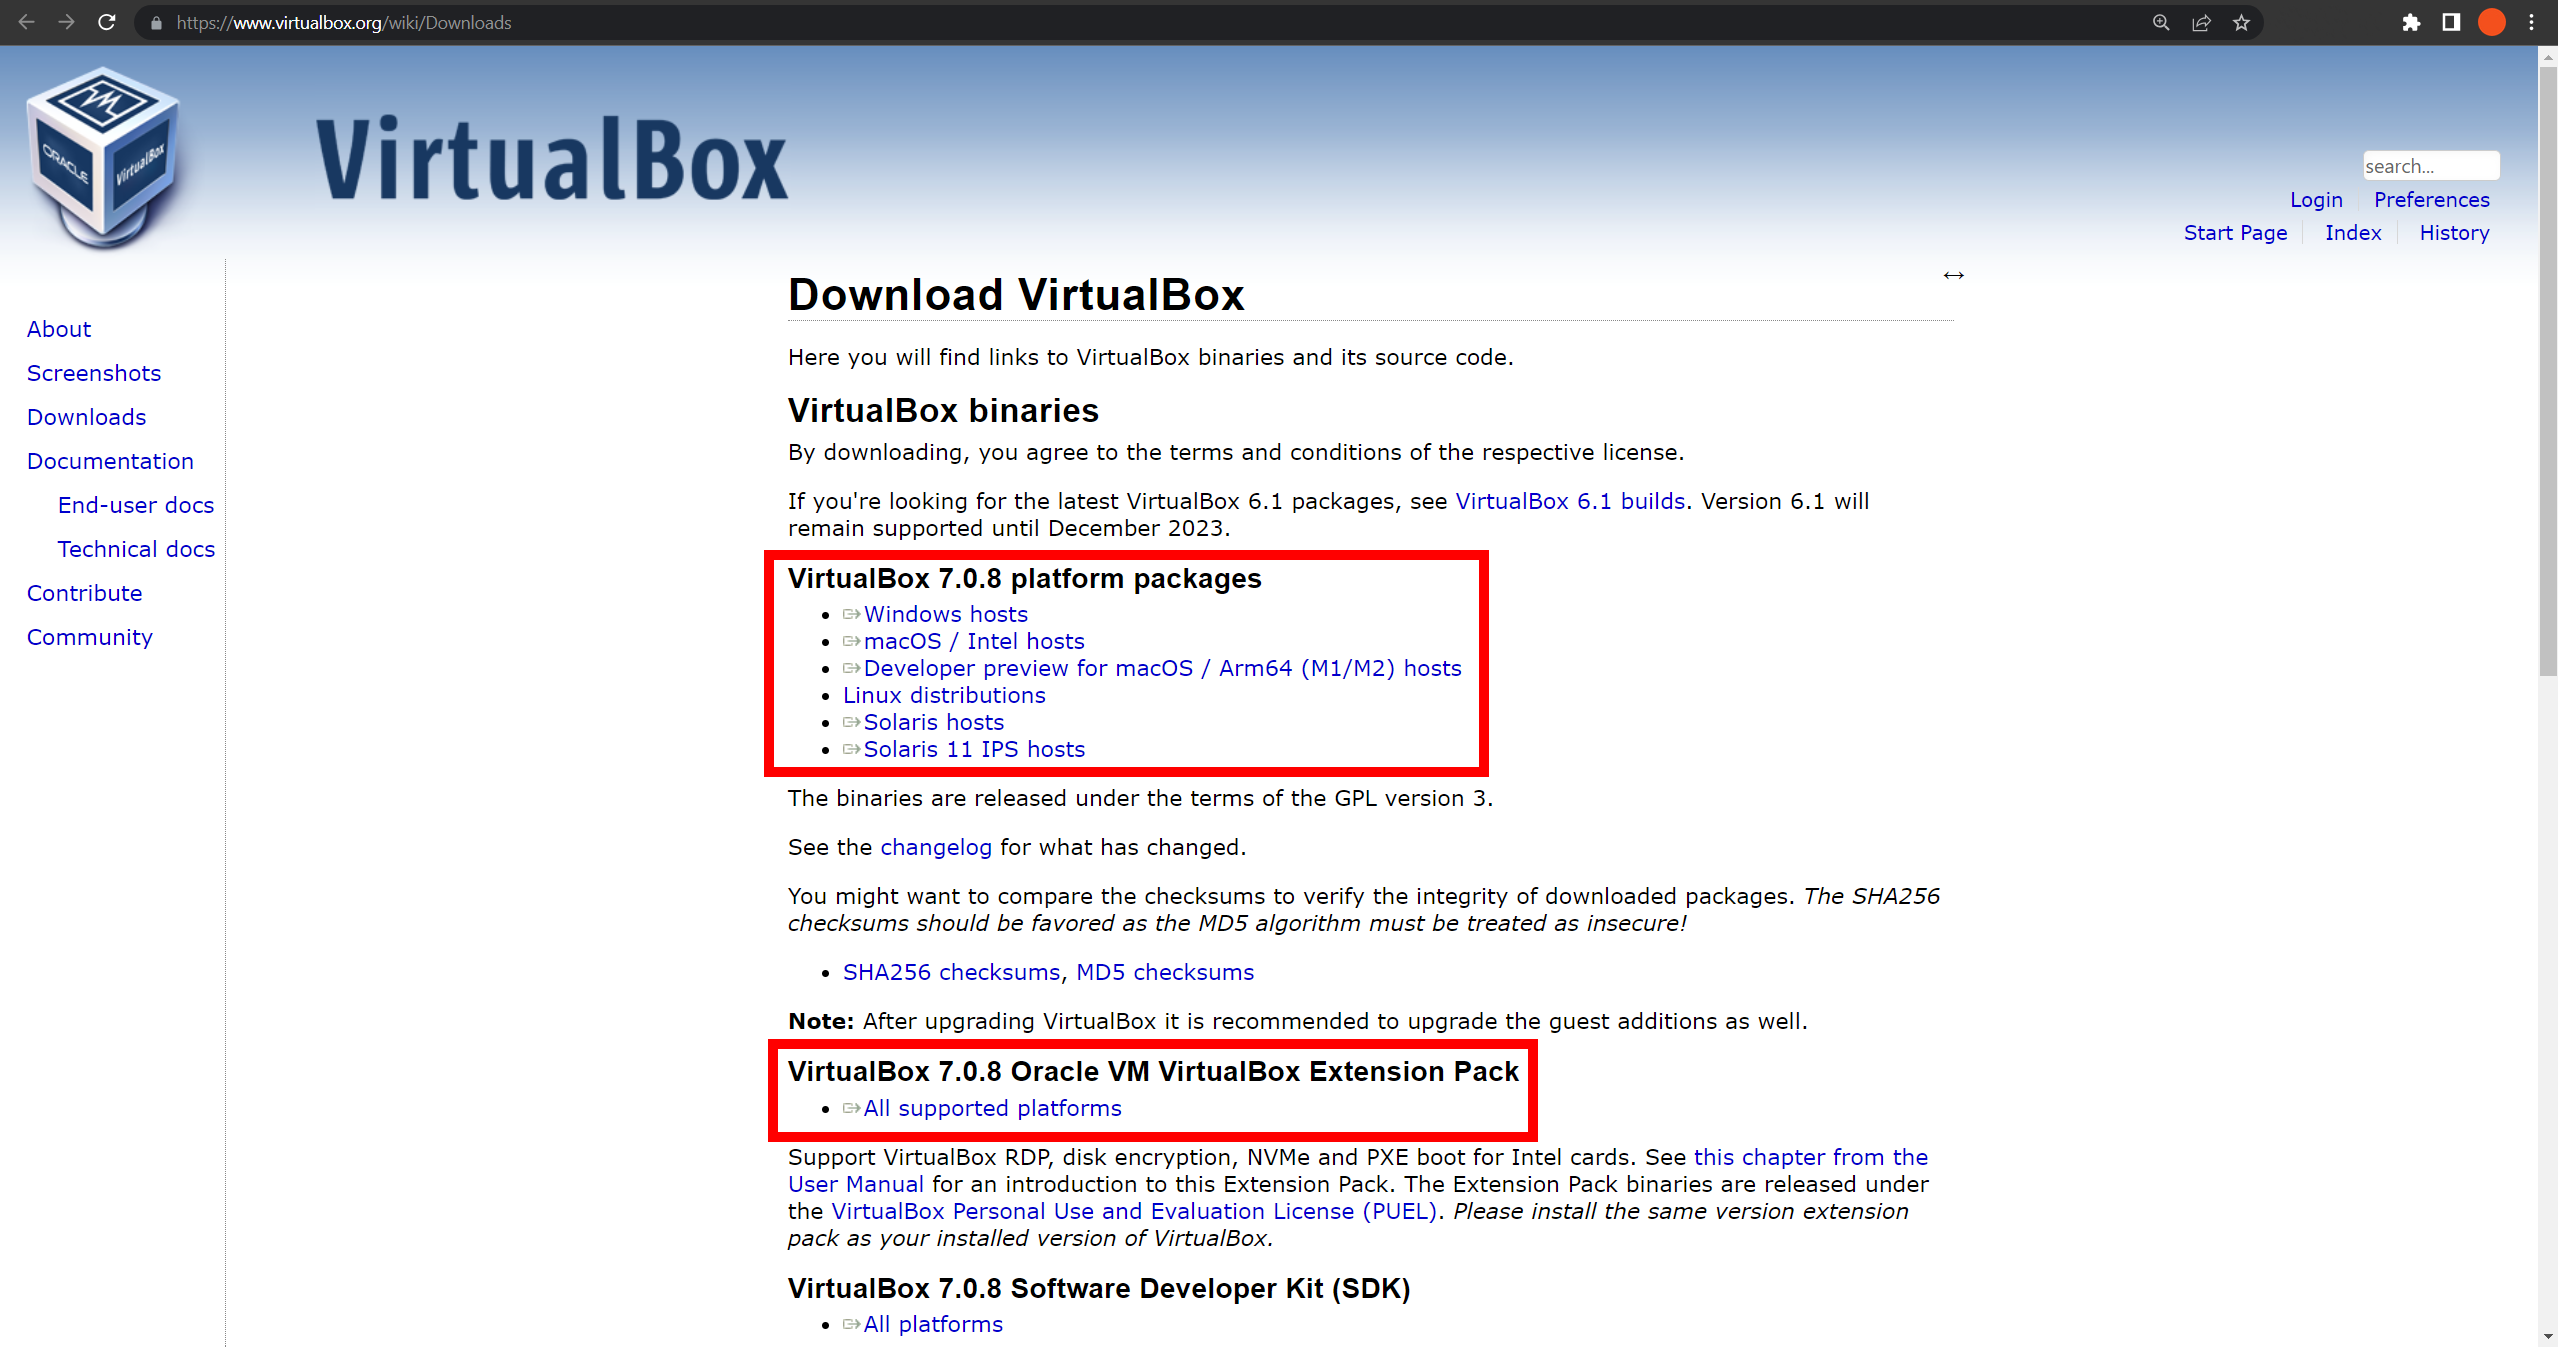 https://www.virtualbox.org/wiki/Downloads
ORACLE
VirtualBox
VirtualBox
search...
Login
Preferences
Start Page
Index
History
About
Screenshots
Downloads
Documentation
End-user docs
Technical docs
Contribute
Community
Download VirtualBox
Here you will find links to VirtualBox binaries and its source code.
VirtualBox binaries
By downloading, you agree to the terms and conditions of the respective license.
If you're looking for the latest VirtualBox 6.1 packages, see VirtualBox 6.1 builds. Version 6.1 will
remain supported until December 2023.
VirtualBox 7.0.8 platform packages
• Windows hosts
• macOS / Intel hosts
• Developer preview for macOS / Arm64 (M1/M2) hosts
• Linux distributions
• Solaris hosts
• Solaris 11 IPS hosts
The binaries are released under the terms of the GPL version 3.
See the changelog for what has changed.
You might want to compare the checksums to verify the integrity of downloaded packages. The SHA256
checksums should be favored as the MD5 algorithm must be treated as insecure!
• SHA256 checksums, MD5 checksums
Note: After upgrading VirtualBox it is recommended to upgrade the guest additions as well.
VirtualBox 7.0.8 Oracle VM VirtualBox Extension Pack
• All supported platforms
Support VirtualBox RDP, disk encryption, NVMe and PXE boot for Intel cards. See this chapter from the
User Manual for an introduction to this Extension Pack. The Extension Pack binaries are released under
the VirtualBox Personal Use and Evaluation License (PUEL). Please install the same version extension
pack as your installed version of VirtualBox.
VirtualBox 7.0.8 Software Developer Kit (SDK)
• All platforms